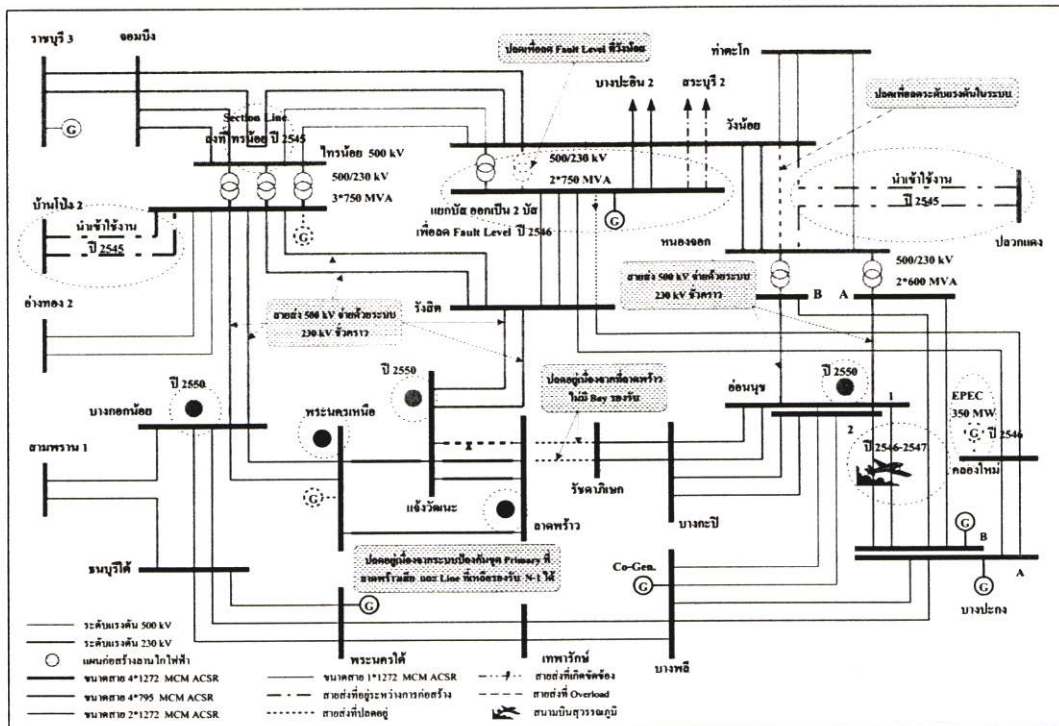 ราชบุรี 3
จอมบึง
ปลดเพื่อลด Fault Level ที่วังน้อย
ท่าตะโก
บางปะอิน 2
สระบุรี 2
ปลดเพื่อลดระดับแรงดันในระบบ
วังน้อย
G
Section Line
ลงที่ไทรน้อย ปี 2545
ไทรน้อย 500 kV
500/230 kV
3*750 MVA
500/230 kV
2*750 MVA
นำเข้าใช้งาน
ปี 2545
บ้านโป่ง 2
นำเข้าใช้งาน
ปี 2545
G
แยกบัส ออกเป็น 2 บัส
เพื่อลด Fault Level ปี 2546
G
หนองจอก
ปลวกแดง
500/230 kV
2*600 MVA
อ่างทอง 2
สายส่ง 500 kV จ่ายด้วยระบบ
230 kV ชั่วคราว
รังสิต
สายส่ง 500 kV จ่ายด้วยระบบ
230 kV ชั่วคราว
B
A
ปี 2550
บางกอกน้อย
พระนครเหนือ
ปี 2550
ปลดอยู่เนื่องจากที่ลาดพร้าว
ไม่มี Bay รองรับ
อ่อนนุช
ปี 2550
1
2
EPEC
350 MW
G
ปี 2546
คลองใหม่
ปี 2546-2547
สามพราน 1
G
แจ้งวัฒนะ
ลาดพร้าว
รัชดาภิเษก
บางกะปิ
G
B
A
G
บางปะกง
ธนบุรีใต้
ปลดอยู่เนื่องจากระบบป้องกันชุด Primary ที่
ลาดพร้าวเสีย และ Line ที่เหลือรองรับ N-1 ได้
Co-Gen.
G
G
พระนครใต้
เทพารักษ์
บางพลี
ระดับแรงดัน 500 kV
ระดับแรงดัน 230 kV
แผนก่อสร้างลานไกไฟฟ้า
ขนาดสาย 4*1272 MCM ACSR
ขนาดสาย 4*795 MCM ACSR
ขนาดสาย 2*1272 MCM ACSR
ขนาดสาย 1*1272 MCM ACSR
สายส่งที่อยู่ระหว่างการก่อสร้าง
สายส่งที่ปลดอยู่
สายส่งที่เกิดขัดข้อง
สายส่งที่ Overload
สนามบินสุวรรณภูมิ